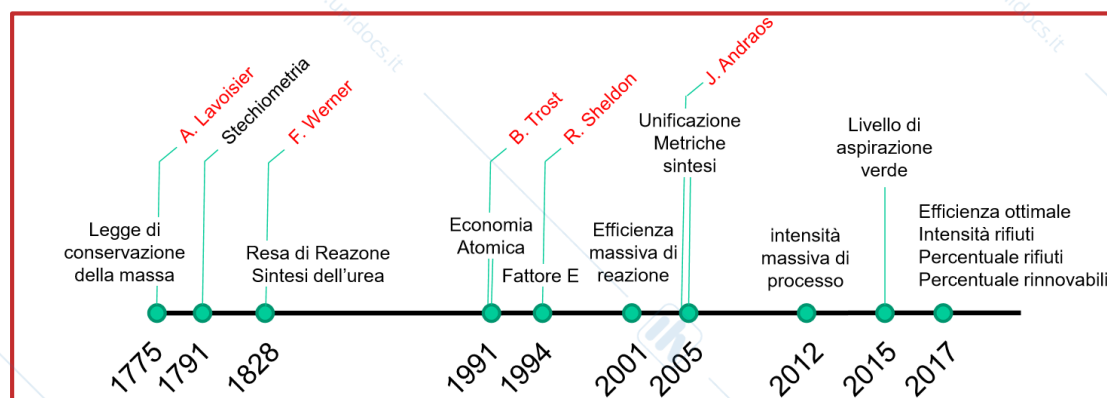 A. Lavoisier
Stechiometria
F. Werner
B. Trost
R. Sheldon
J. Andraos
Legge di
conservazione
della massa
Resa di Reazone
Sintesi dell'urea
Economia
Atomica
Fattore E
Efficienza
massiva di
reazione
Unificazione
Metriche
sintesi
intensità
massiva di
processo
Livello di
aspirazione
verde
Efficienza ottimale
Intensità rifiuti
Percentuale rifiuti
Percentuale rinnovabili
1775
1791
1828
1991
1994
2001
2005
2012
2015
2017